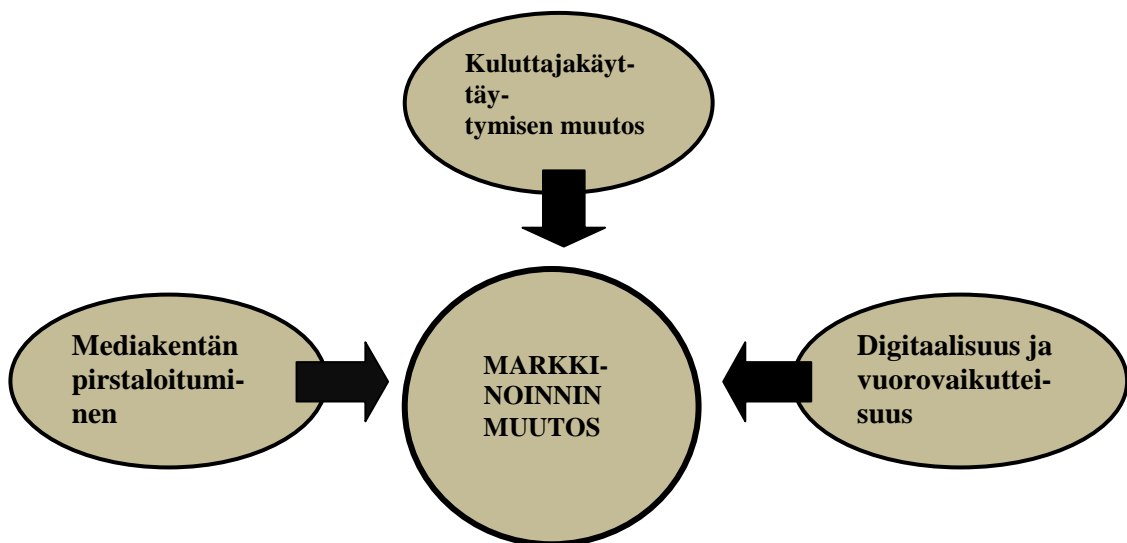 Kuluttajakäyt-
täy-
tymisen muutos
Mediakentän
pirstaloitumi-
nen
MARKKI-
NOINNIN
MUUTOS
Digitaalisuus ja
vuorovaikuttei-
suus